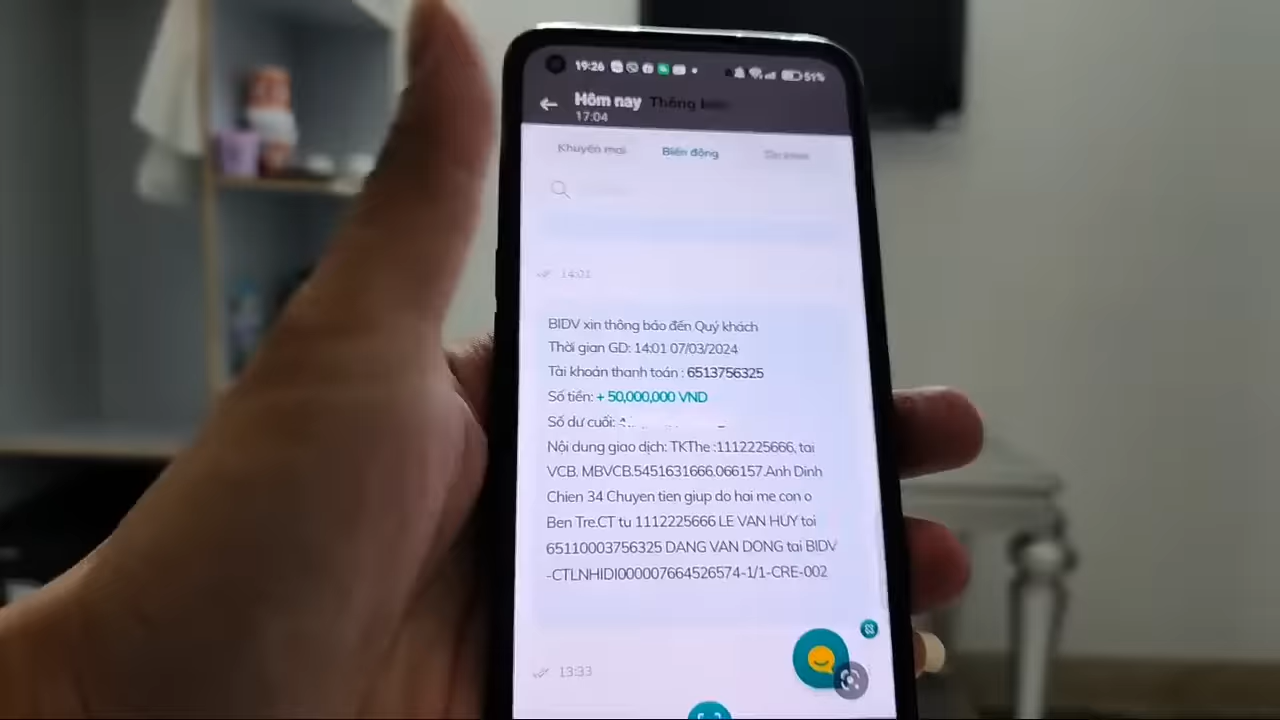 19:26
51%
Hôm nay Thông
17:04
Khuyến mại Biến động
14:01
BIDV xin thông báo đến Quý khách
Thời gian GD: 14:01 07/03/2024
Tài khoản thanh toán : 6513756325
Số tiền: + 50,000,000 VND
Số dư cuối:
Nội dung giao dịch: TKThe :1112225666, tai
VCB. MBVCB.5451631666.066157.Anh Dinh
Chien 34 Chuyen tien giup do hai me con o
Ben Tre.CT tu 1112225666 LE VAN HUY toi
65110003756325 DANG VAN DONG tai BIDV
-CTLNHIDI000007664526574-1/1-CRE-002
13:33